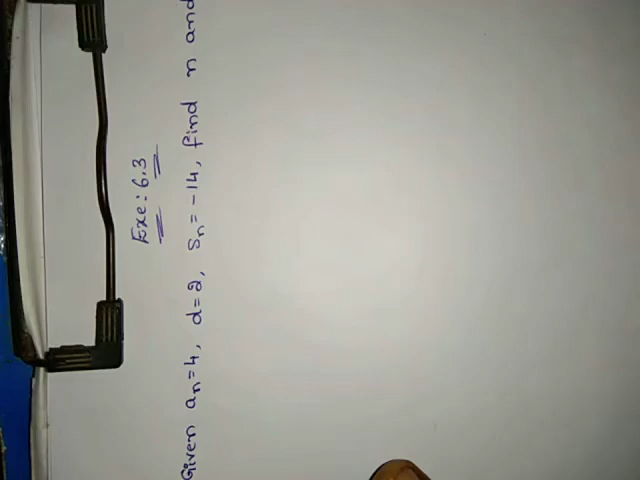 Exe: 6.3
Given an = 4, d = 2, Sn = -14, find n and